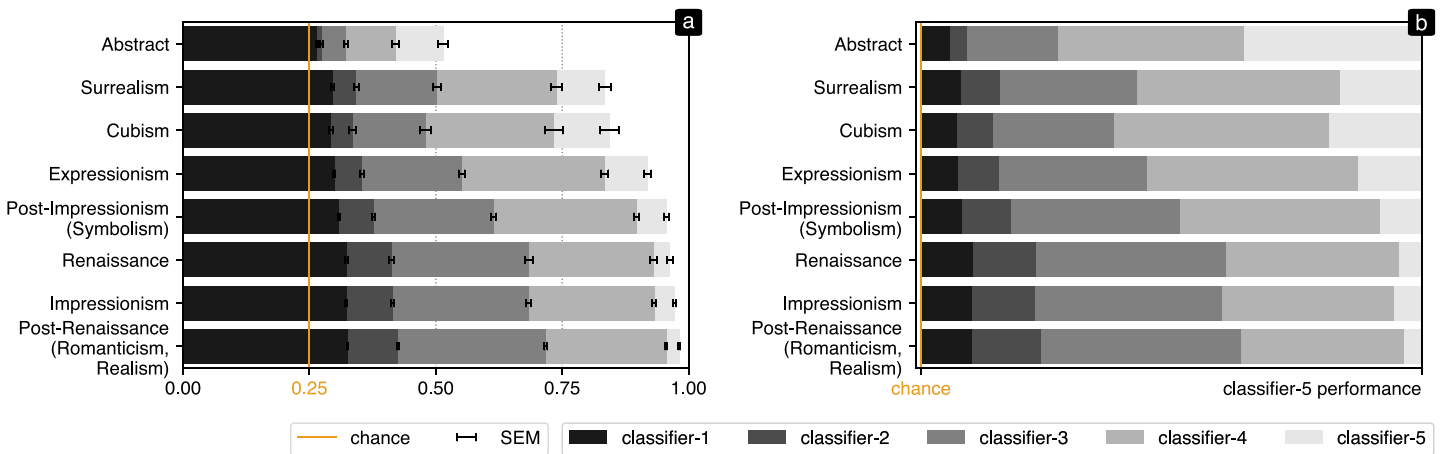 a
Abstract
Surrealism
Cubism
Expressionism
Post-Impressionism
(Symbolism)
Renaissance
Impressionism
Post-Renaissance
(Romanticism,
Realism)
0.00
0.25
0.50
0.75
1.00
b
Abstract
Surrealism
Cubism
Expressionism
Post-Impressionism
(Symbolism)
Renaissance
Impressionism
Post-Renaissance
(Romanticism,
Realism)
chance
classifier-5 performance
chance
SEM
classifier-1
classifier-2
classifier-3
classifier-4
classifier-5